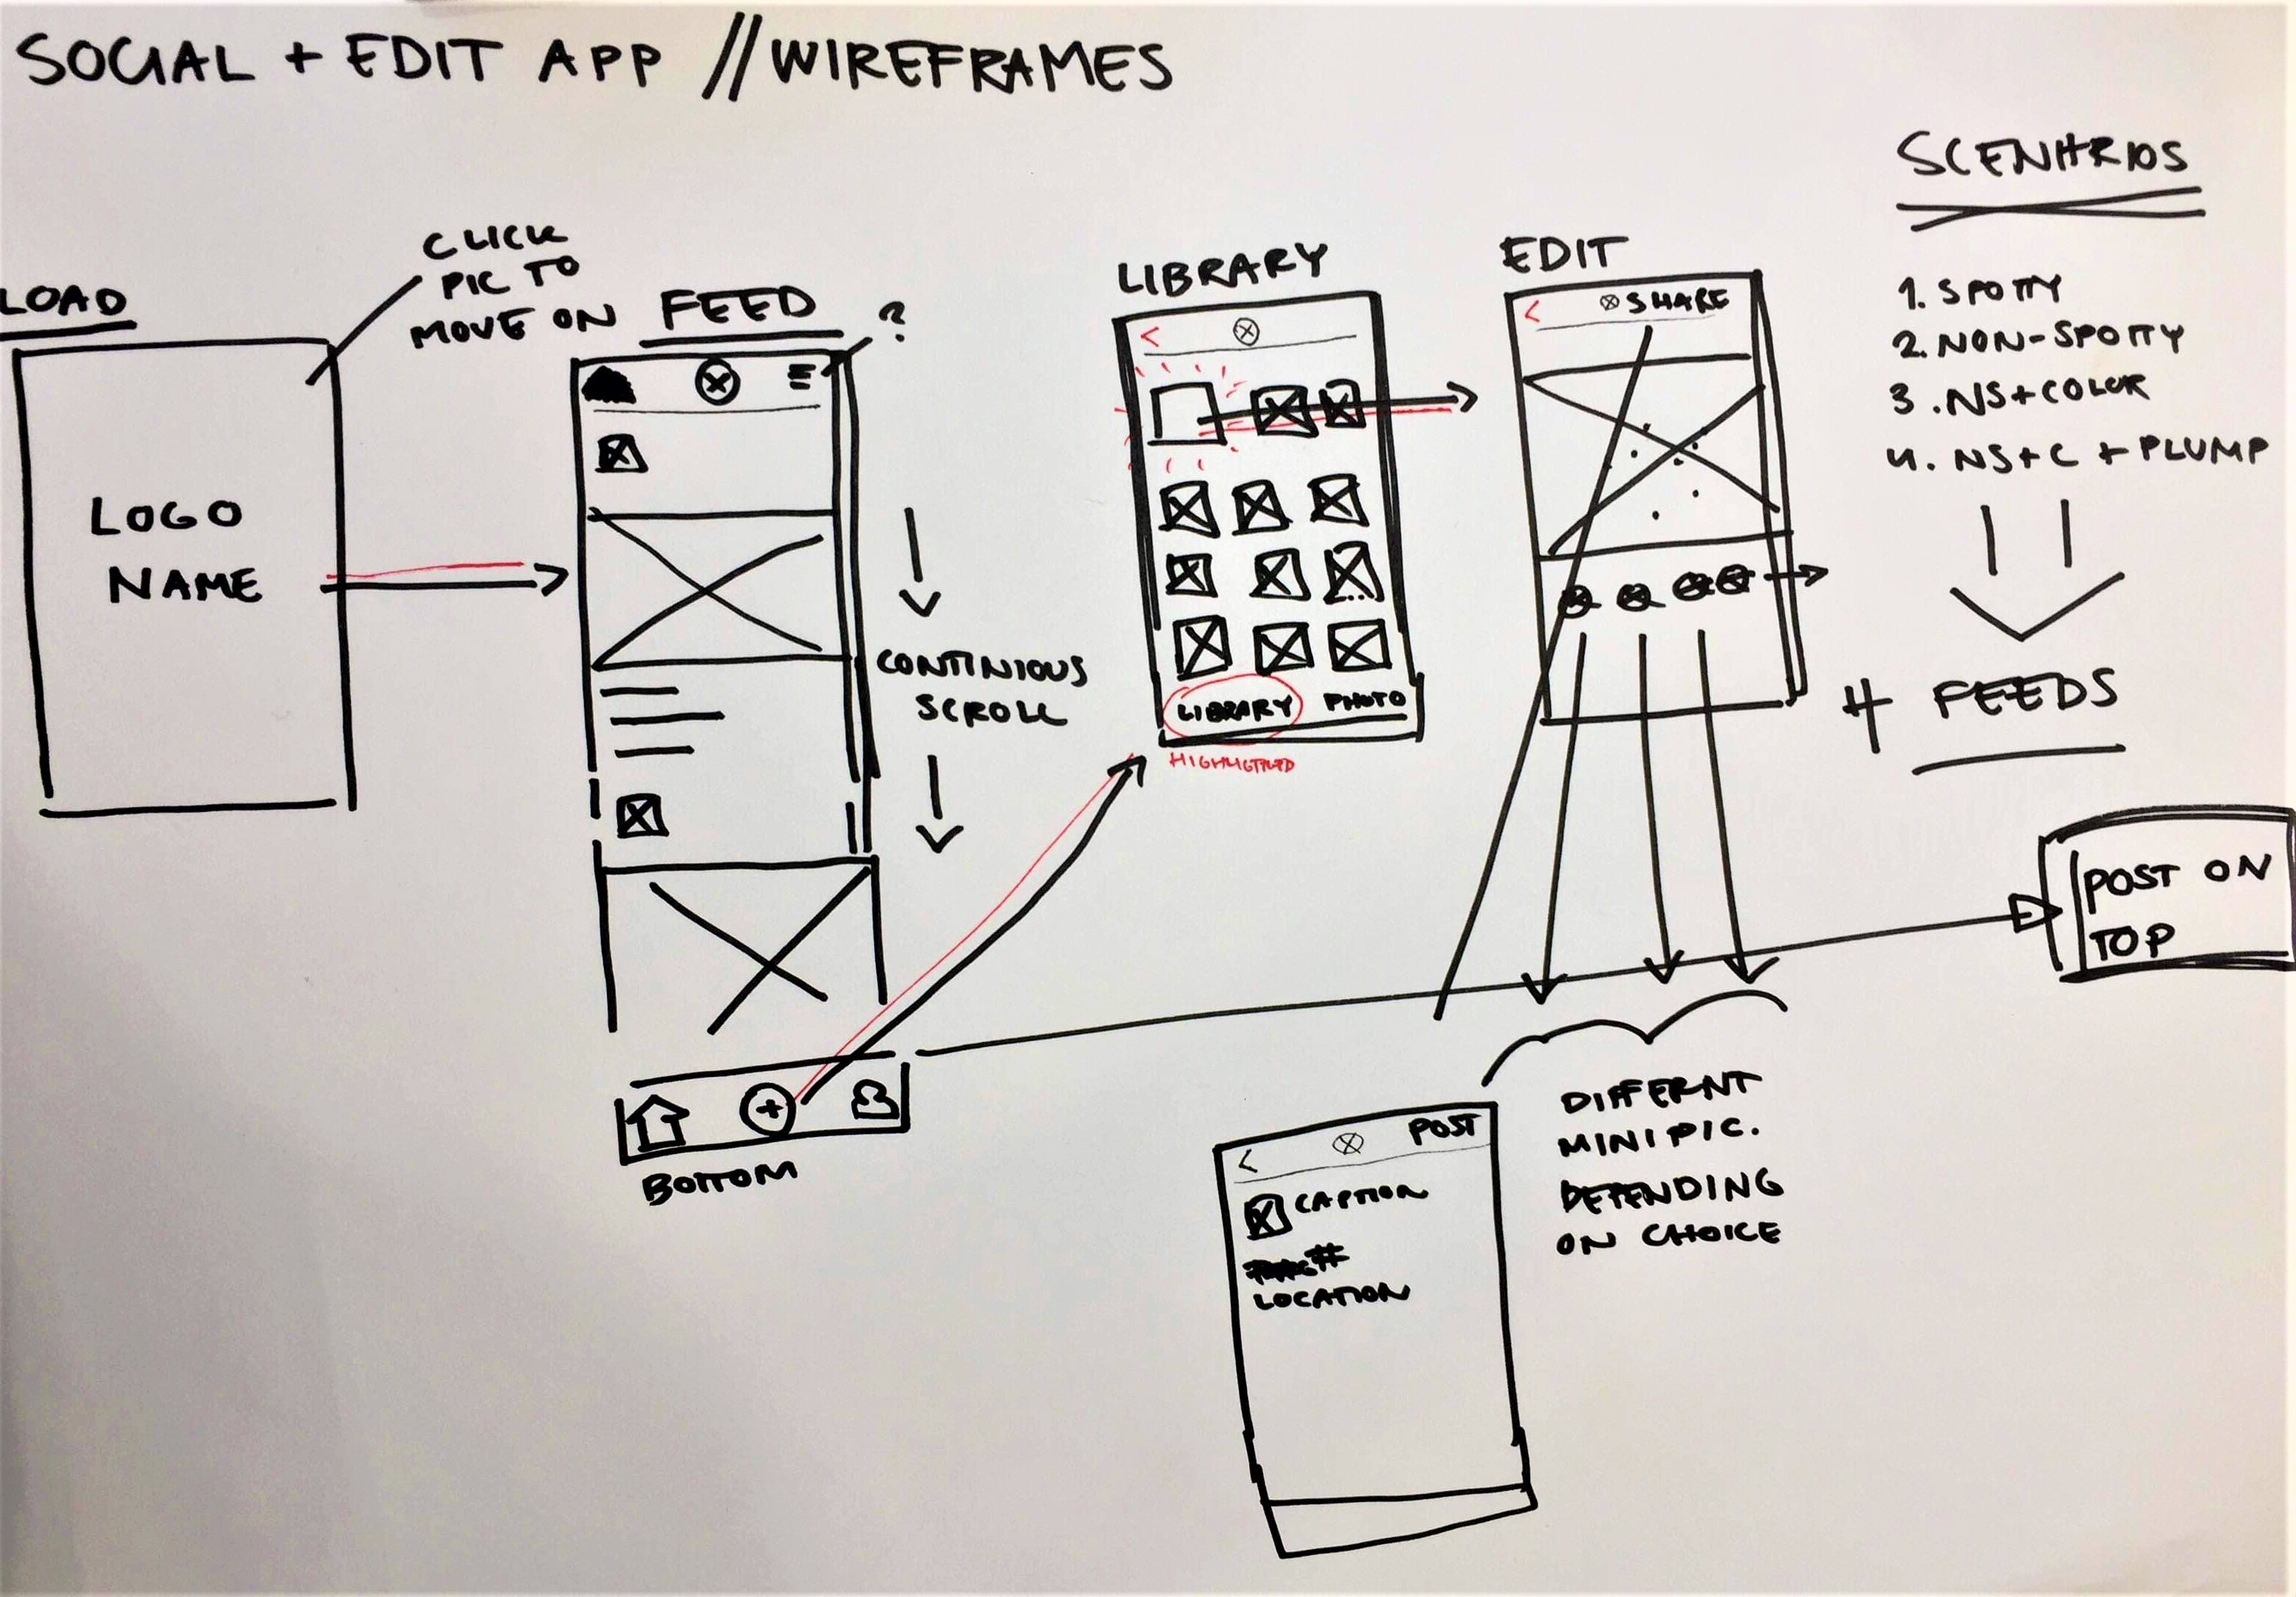 SOCIAL + EDIT APP // WIREFRAMES
LOAD
LOGO
NAME
CLICK
PIC TO
MOVE ON
FEED
?
CONTINIOUS
SCROLL
BOTTOM
LIBRARY
<
LIBRARY PHOTO
HIGHLIGHTED
EDIT
< SHARE
SCENARIOS
1. SPOTTY
2. NON-SPOTTY
3. NS+COLOR
4. NS+C + PLUMP
4 FEEDS
POST ON
TOP
DIFFERNT
MINI PIC.
DEPENDING
ON CHOICE
< POST
CAPTION
#
LOCATION